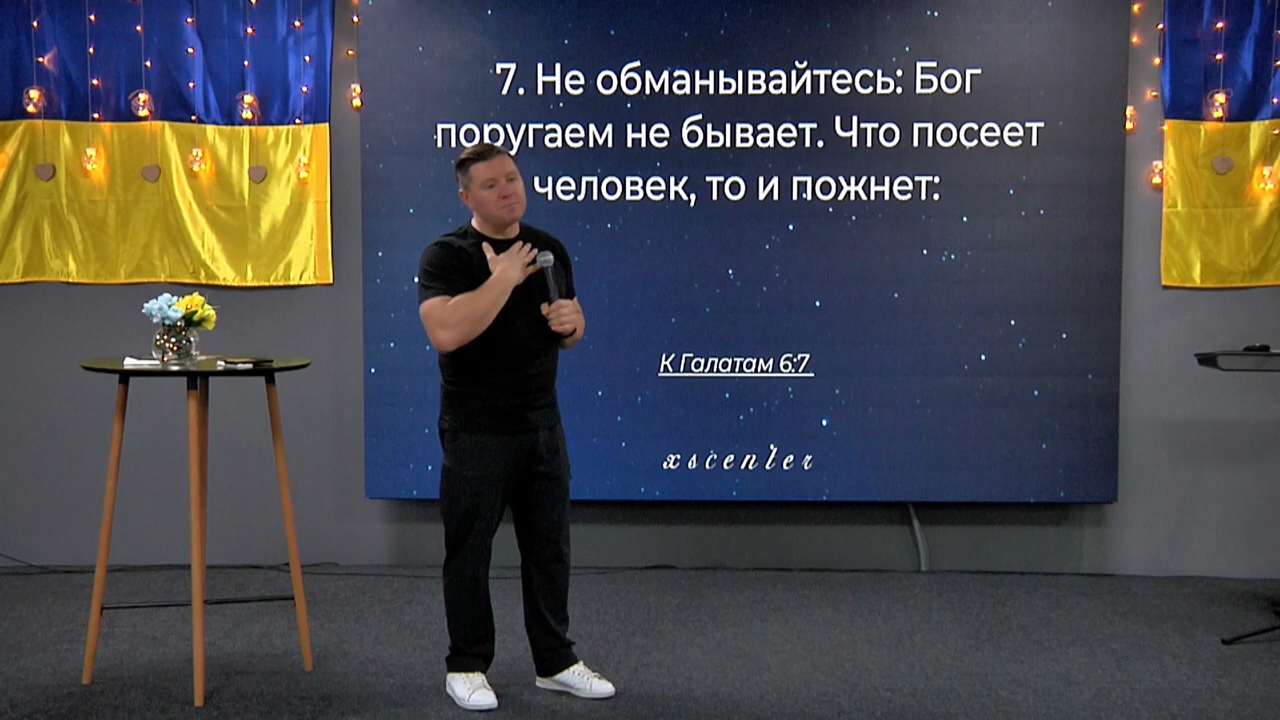 7. Не обманывайтесь: Бог
поругаем не бывает. Что посеет
человек, то и пожнет:
К Галатам 6:7
xscenter